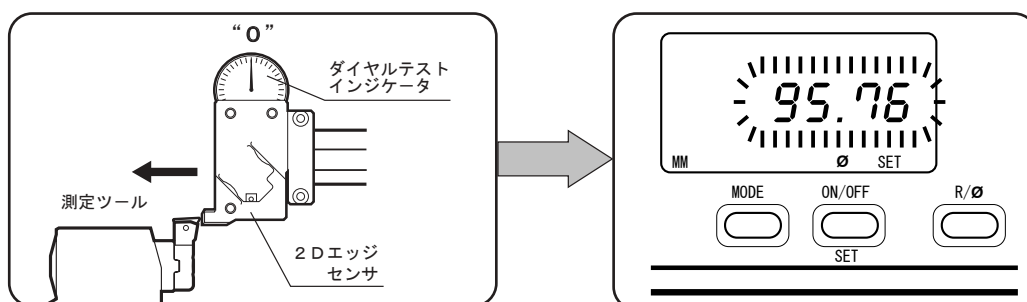 “0”
ダイヤルテスト
インジケータ
測定ツール
２Ｄエッジ
センサ
95.76
MM
Ø
SET
MODE
ON/OFF
R/Ø
SET